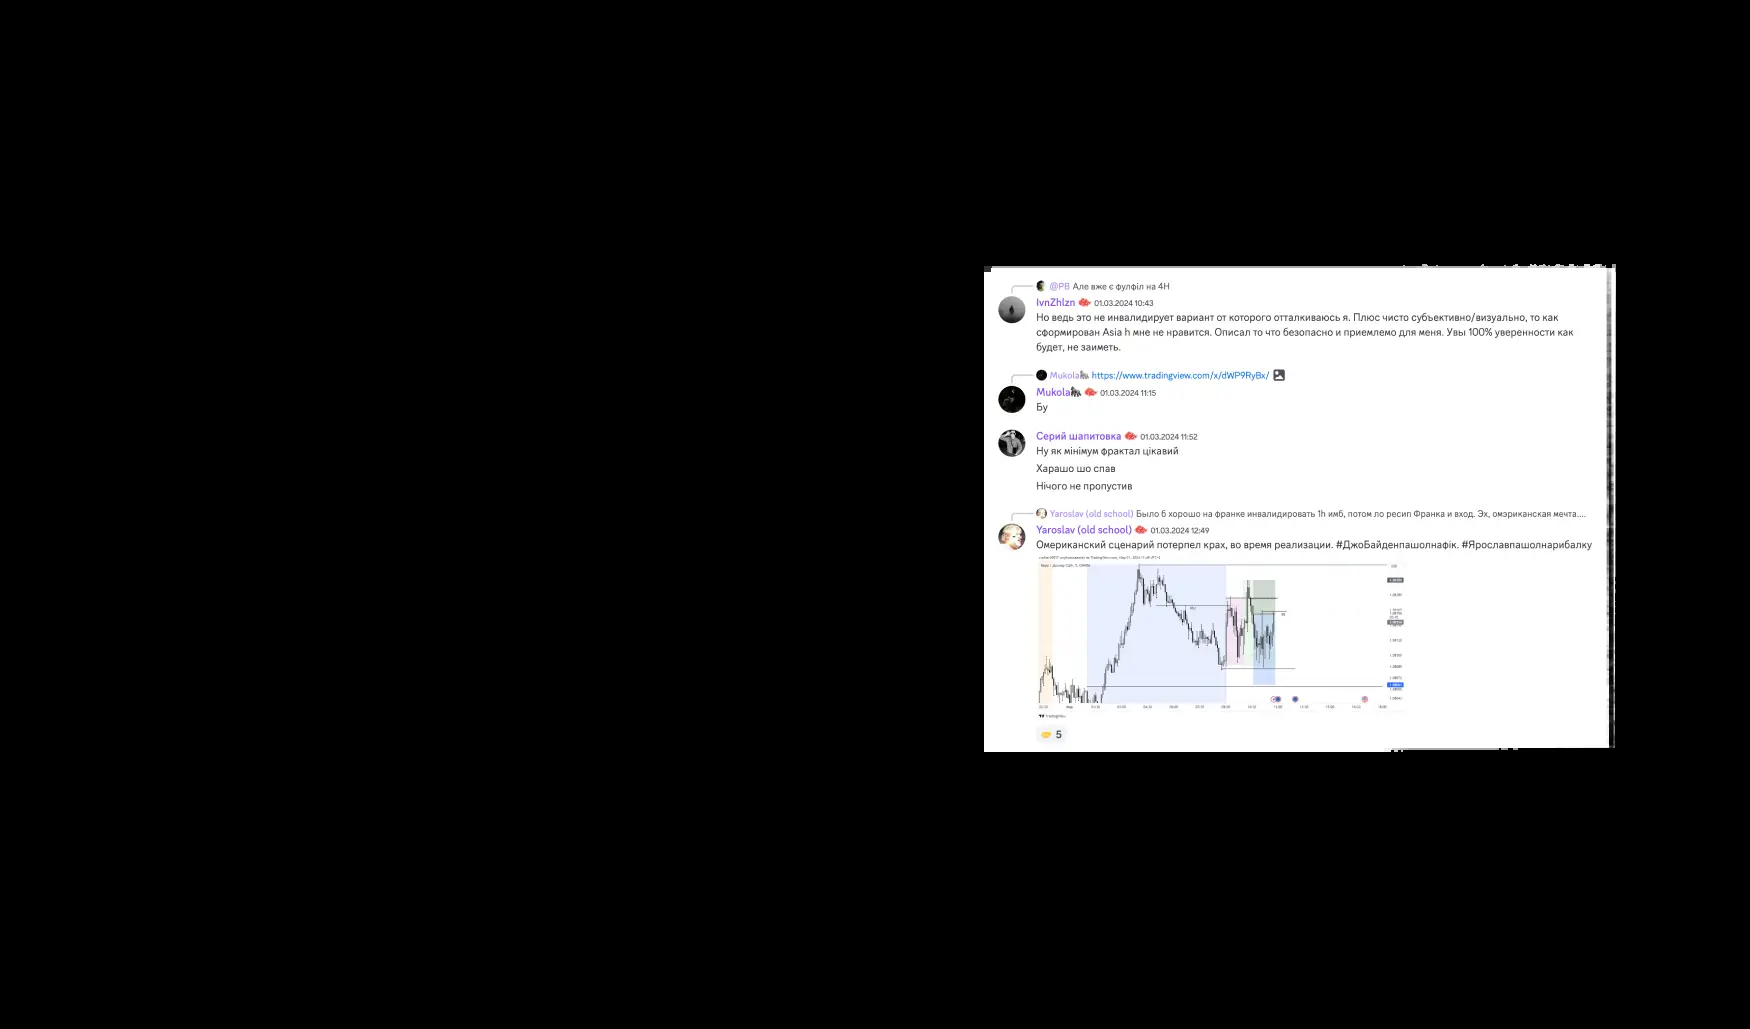 @PB Але вже є фулфіл на 4H
IvnZhlzn 01.03.2024 10:43
Но ведь это не инвалидирует вариант от которого отталкиваюсь я. Плюс чисто субъективно/визуально, то как
сформирован Asia h мне не нравится. Описал то что безопасно и приемлемо для меня. Увы 100% уверенности как
будет, не заиметь.
Mukola https://www.tradingview.com/x/dWP9RyBx/
Mukola 01.03.2024 11:15
Бу
Серий шапитовка 01.03.2024 11:52
Ну як мінімум фрактал цікавий
Харашо шо спав
Нічого не пропустив
Yaroslav (old school) Было б хорошо на франке инвалидировать 1h имб, потом ло ресип Франка и вход. Эх, омэриканская мечта....
Yaroslav (old school) 01.03.2024 12:49
Омериканский сценарий потерпел крах, во время реализации. #ДжоБайденпашолнафік. #Ярославпашолнарибалку
TradingView
5